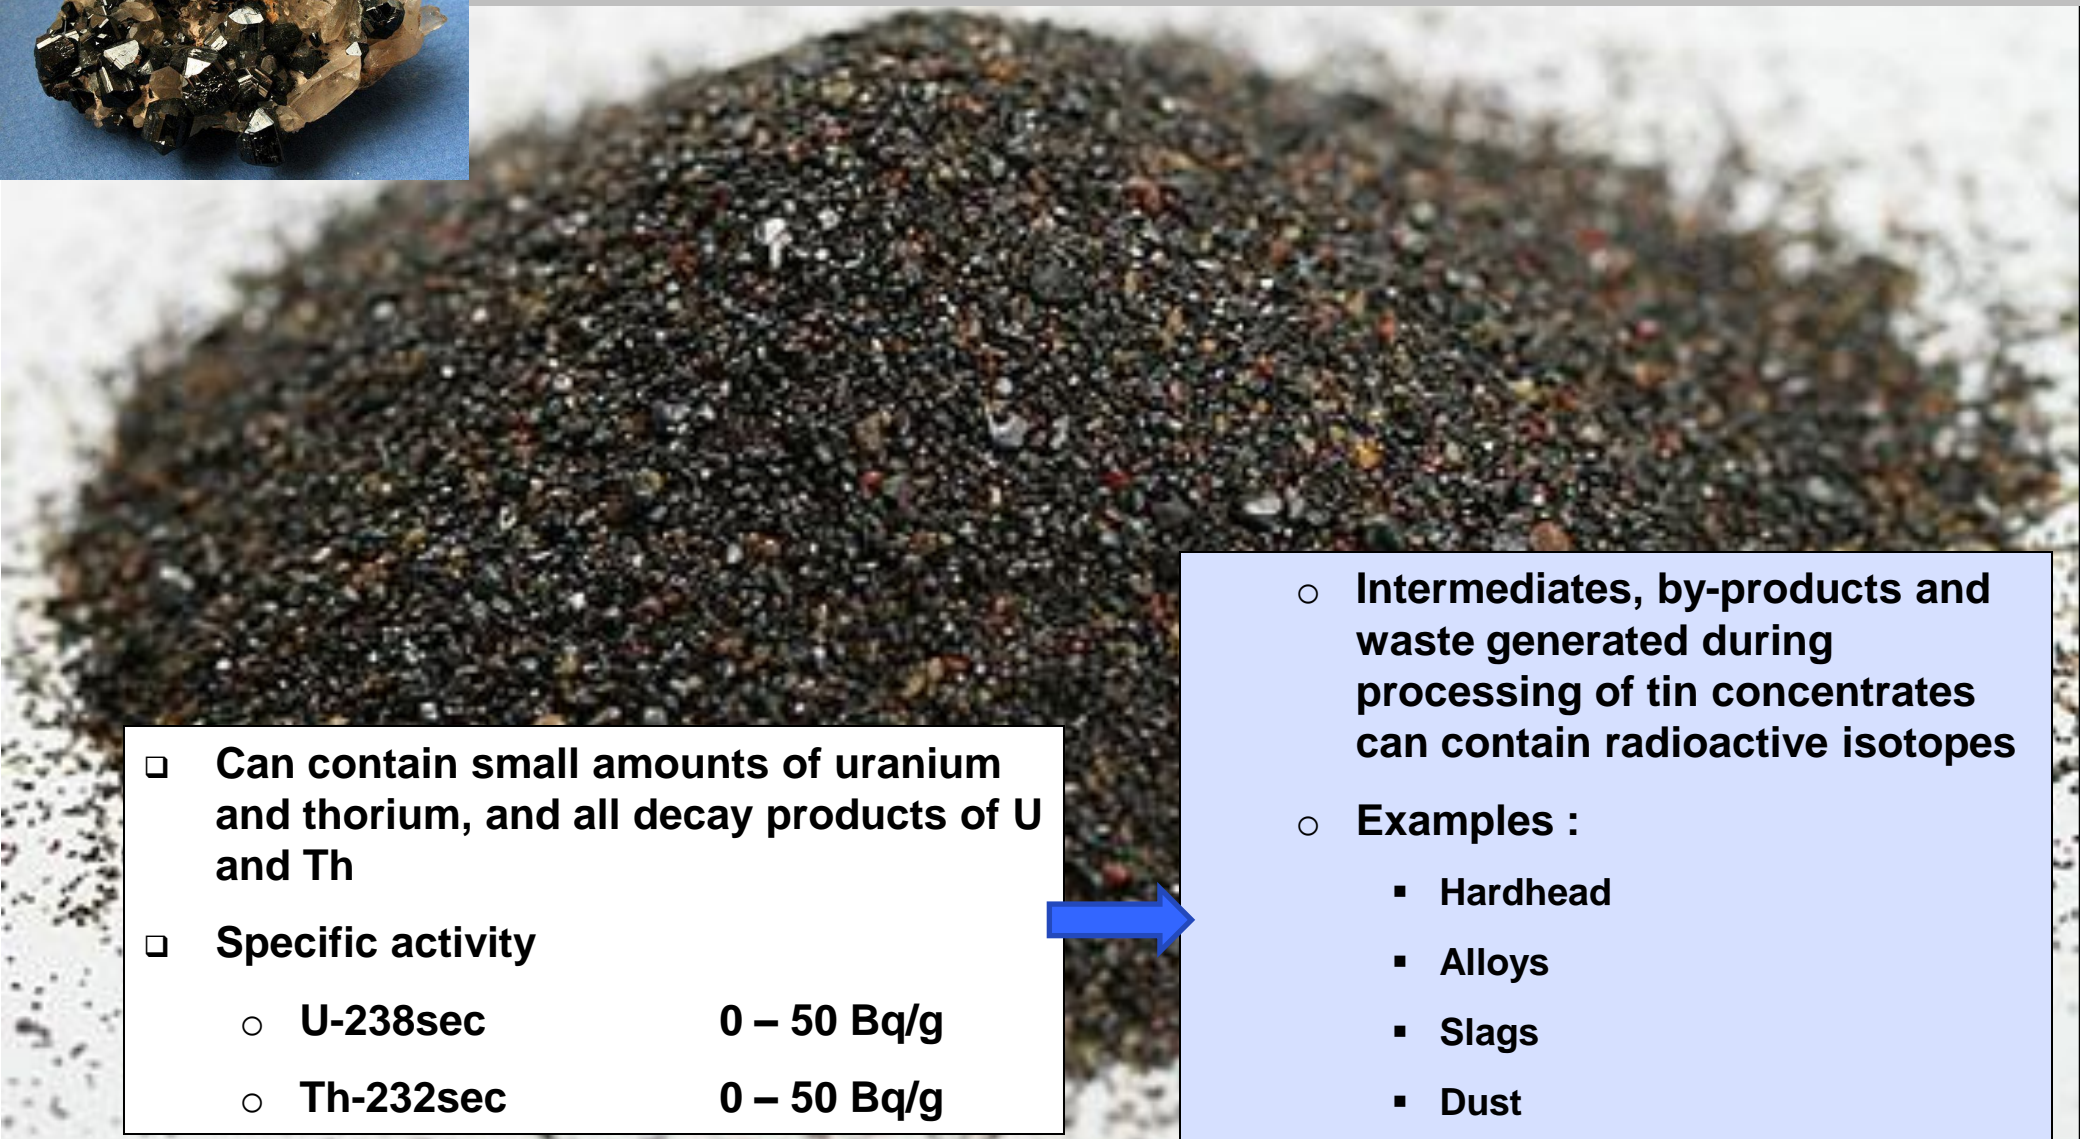 ❑ Can contain small amounts of uranium
and thorium, and all decay products of U
and Th
❑ Specific activity
○ U-238sec 0 – 50 Bq/g
○ Th-232sec 0 – 50 Bq/g
○ Intermediates, by-products and
waste generated during
processing of tin concentrates
can contain radioactive isotopes
○ Examples :
▪ Hardhead
▪ Alloys
▪ Slags
▪ Dust